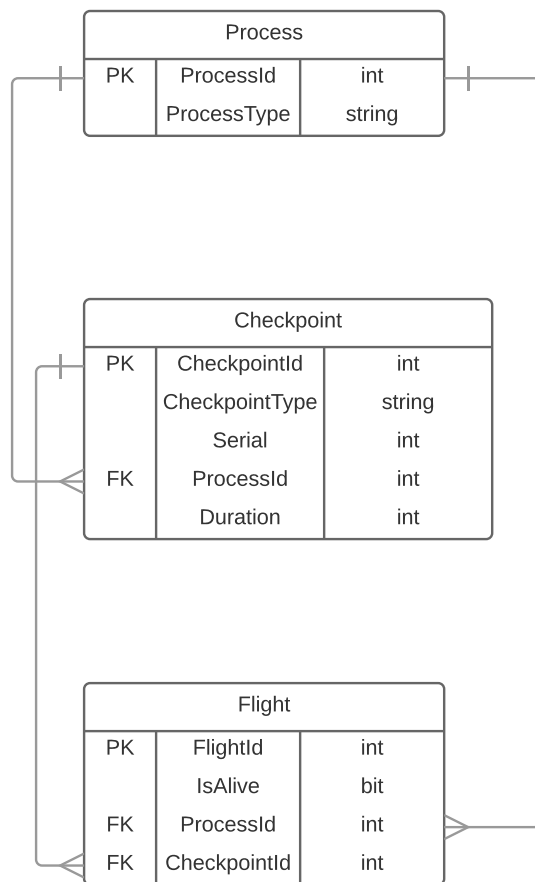 Process
PK ProcessId int
ProcessType string
Checkpoint
PK CheckpointId int
CheckpointType string
Serial int
FK ProcessId int
Duration int
Flight
PK FlightId int
IsAlive bit
FK ProcessId int
FK CheckpointId int